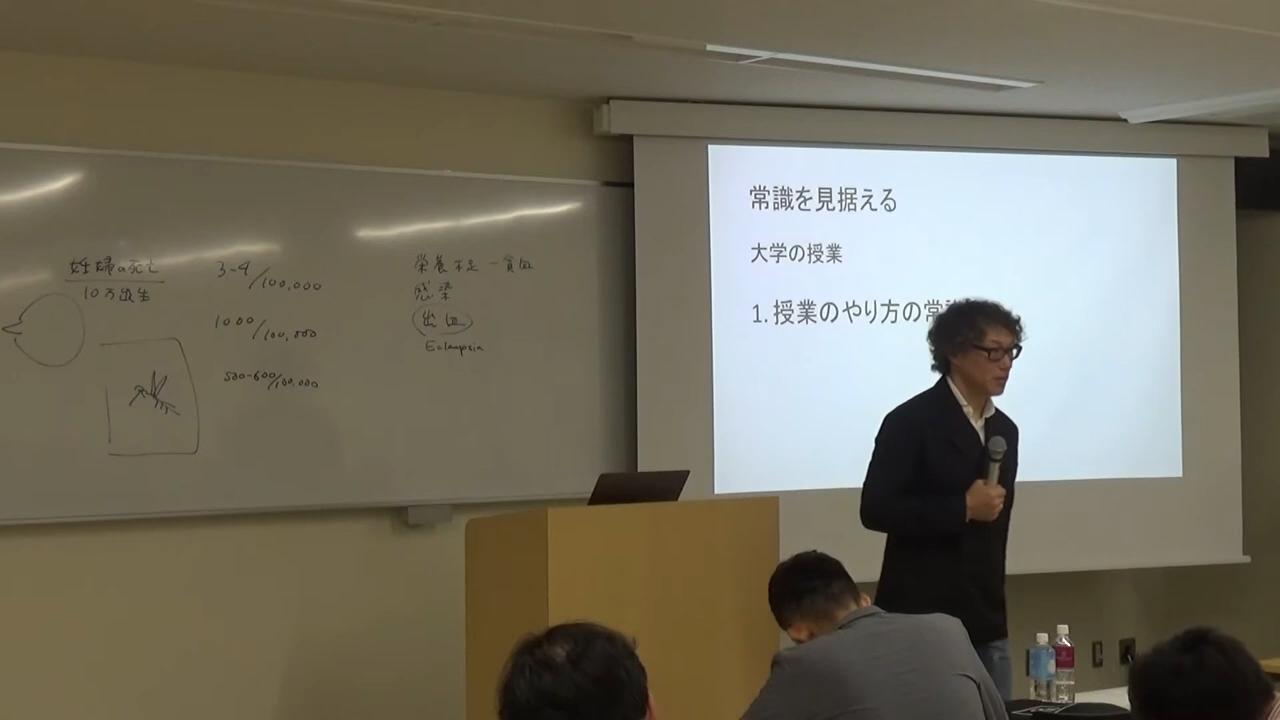 妊婦の死亡
10万出生
3-4/100,000
1000/100,000
500-600/100,000
栄養不足 - 貧血
感染
出血
Eclampsia
常識を見据える
大学の授業
1. 授業のやり方の常識